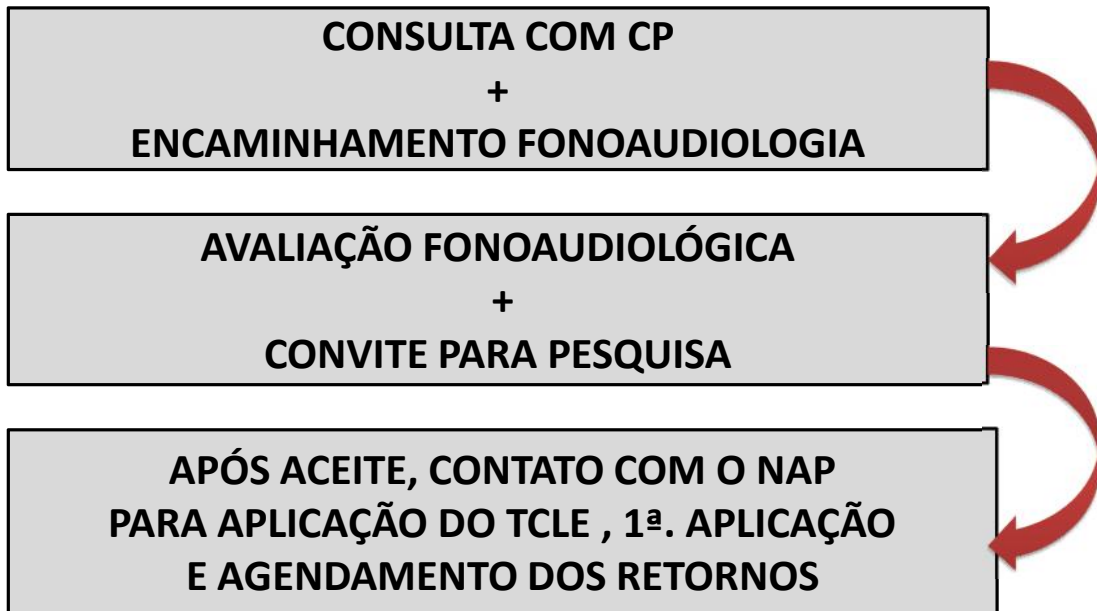 CONSULTA COM CP
+
ENCAMINHAMENTO FONOAUDIOLOGIA
AVALIAÇÃO FONOAUDIOLÓGICA
+
CONVITE PARA PESQUISA
APÓS ACEITE, CONTATO COM O NAP
PARA APLICAÇÃO DO TCLE , 1ª. APLICAÇÃO
E AGENDAMENTO DOS RETORNOS